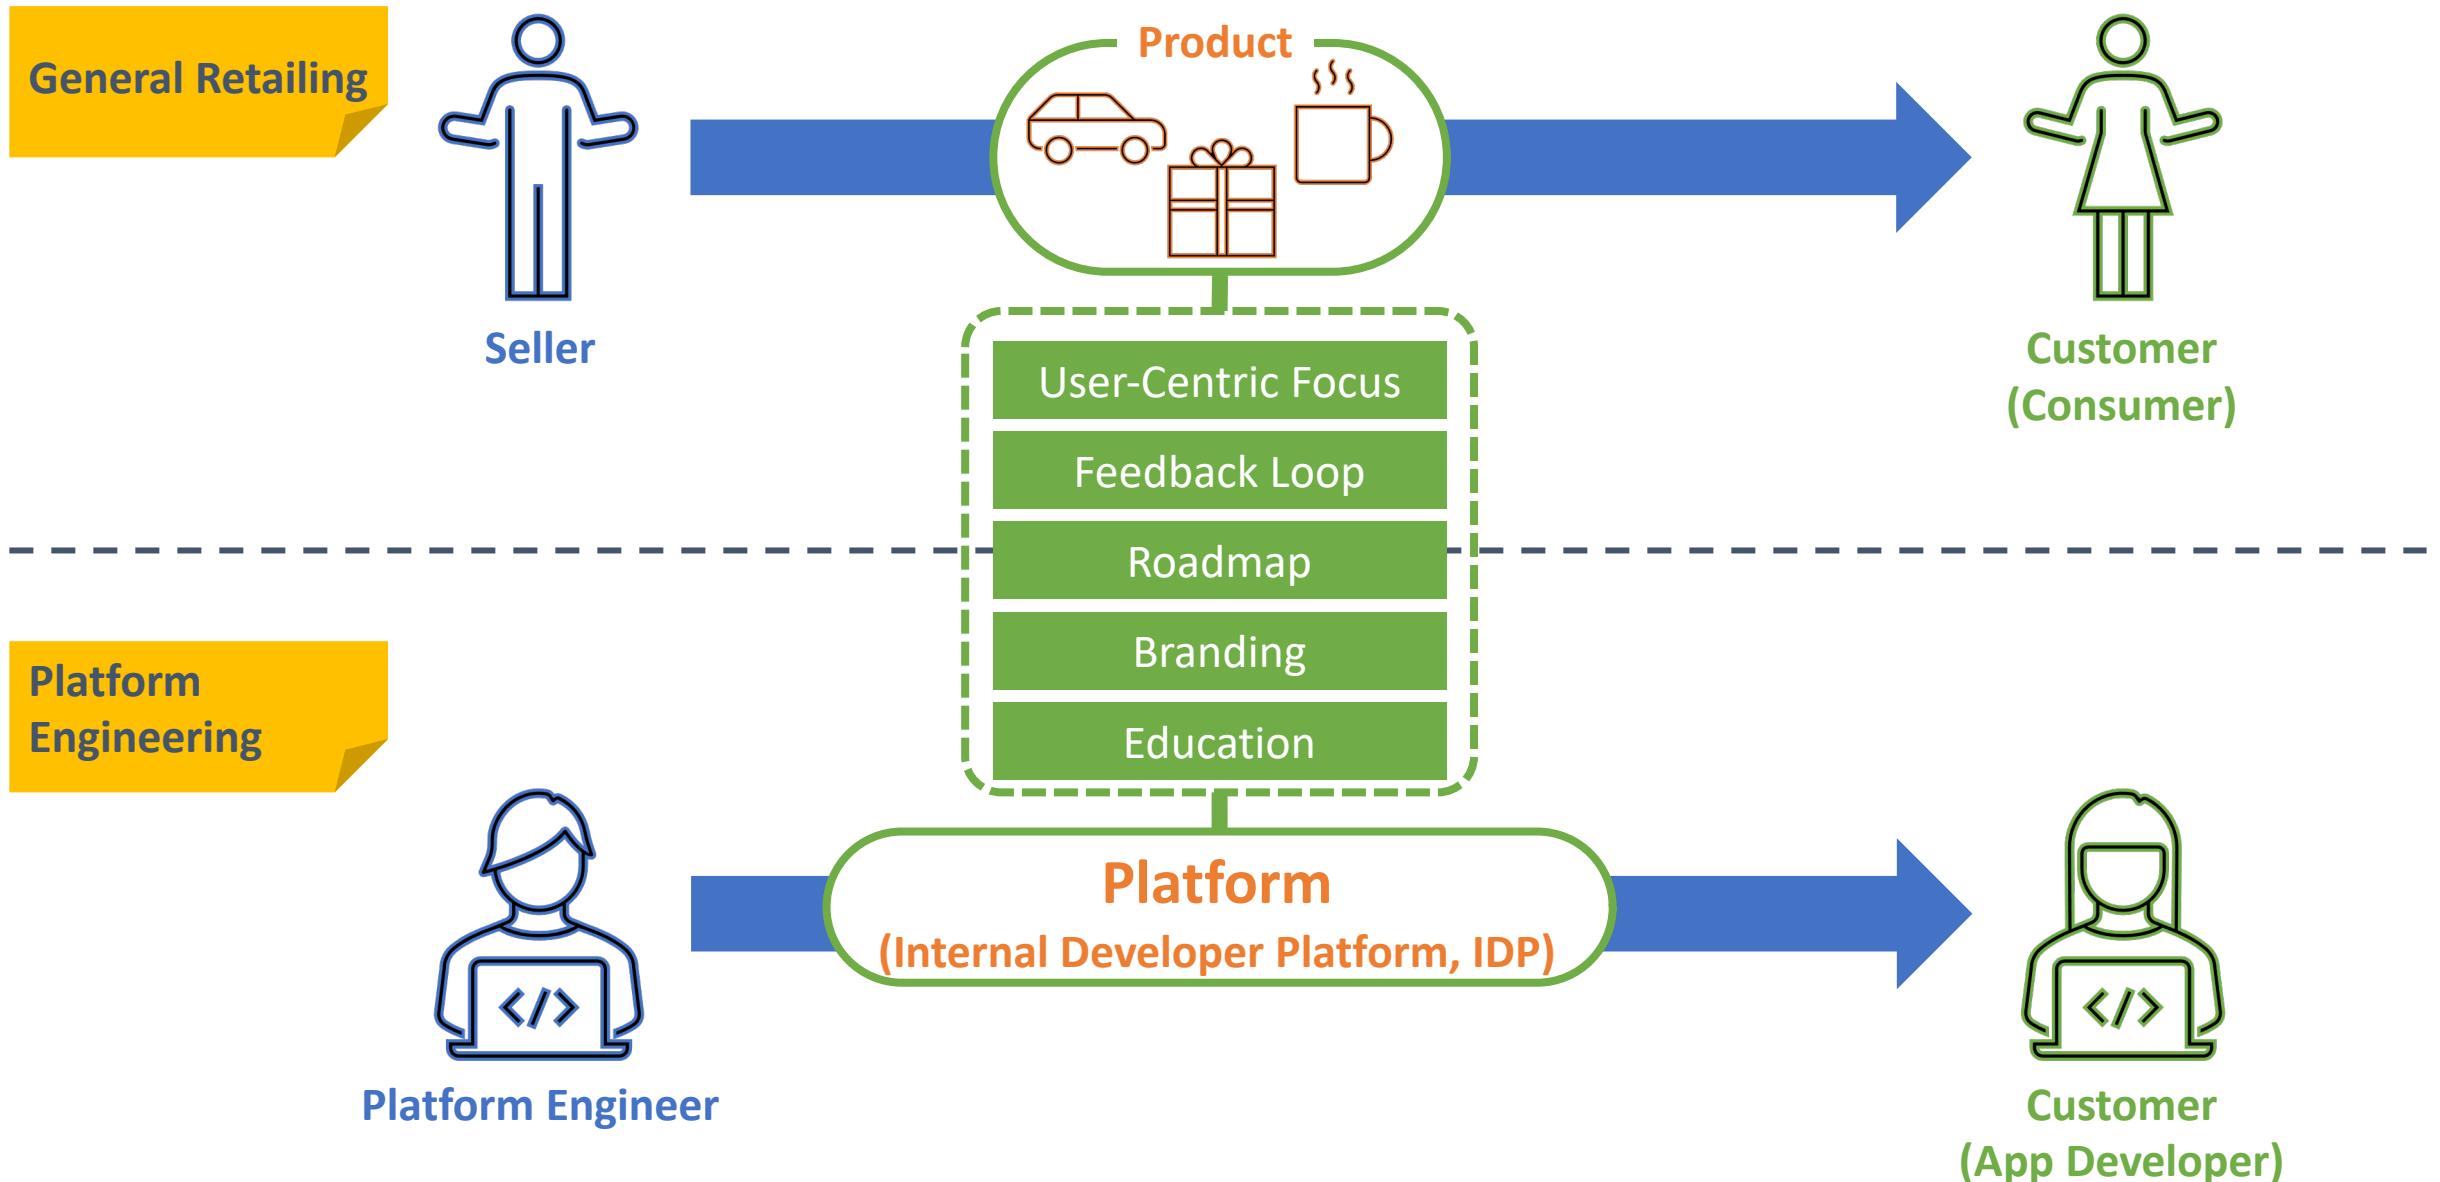 General Retailing
Product
Seller
Customer
(Consumer)
User-Centric Focus
Feedback Loop
Roadmap
Branding
Education
Platform
Engineering
Platform
(Internal Developer Platform, IDP)
</>
</>
Platform Engineer
Customer
(App Developer)